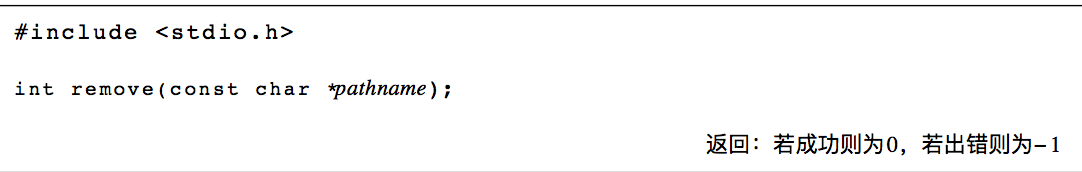 #include <stdio.h>
int remove(const char *pathname);
返回：若成功则为0，若出错则为-1